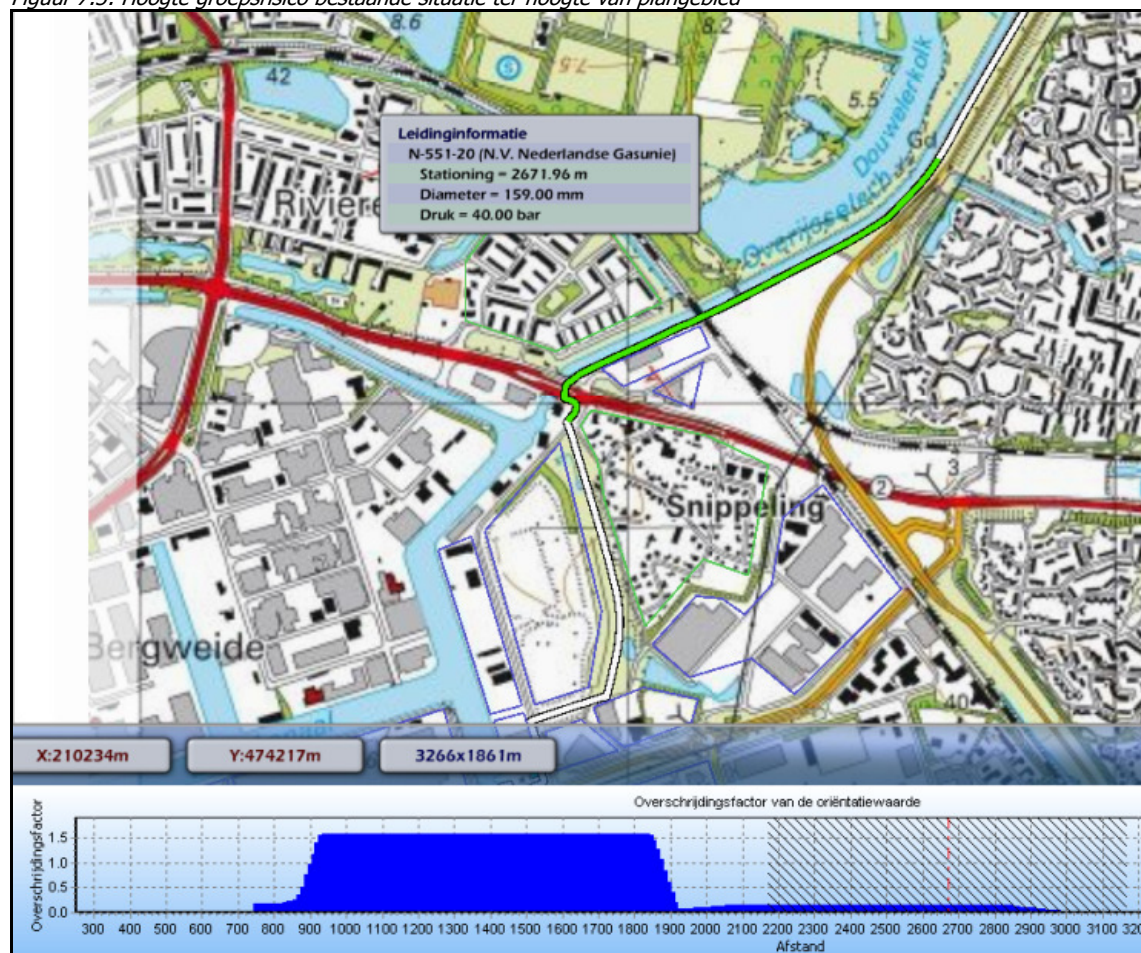 Figuur 7.5: Hoogte groepsrisico bestaande situatie ter hoogte van plangebied
8.6
8.2
42
S
7.5
5.5
Douwelerkolk
Gd
Leidinginformatie
N-551-20 (N.V. Nederlandse Gasunie)
Stationing = 2671.96 m
Diameter = 159.00 mm
Druk = 40.00 bar
Riviere
3
2
Snippeling
Bergweide
40
X:210234m
Y:474217m
3266x1861m
Overschrijdingsfactor van de oriëntatiewaarde
Overschrijdingsfactor
1.5
1.0
0.5
0.0
300 400 500 600 700 800 900 1000 1100 1200 1300 1400 1500 1600 1700 1800 1900 2000 2100 2200 2300 2400 2500 2600 2700 2800 2900 3000 3100 320
Afstand